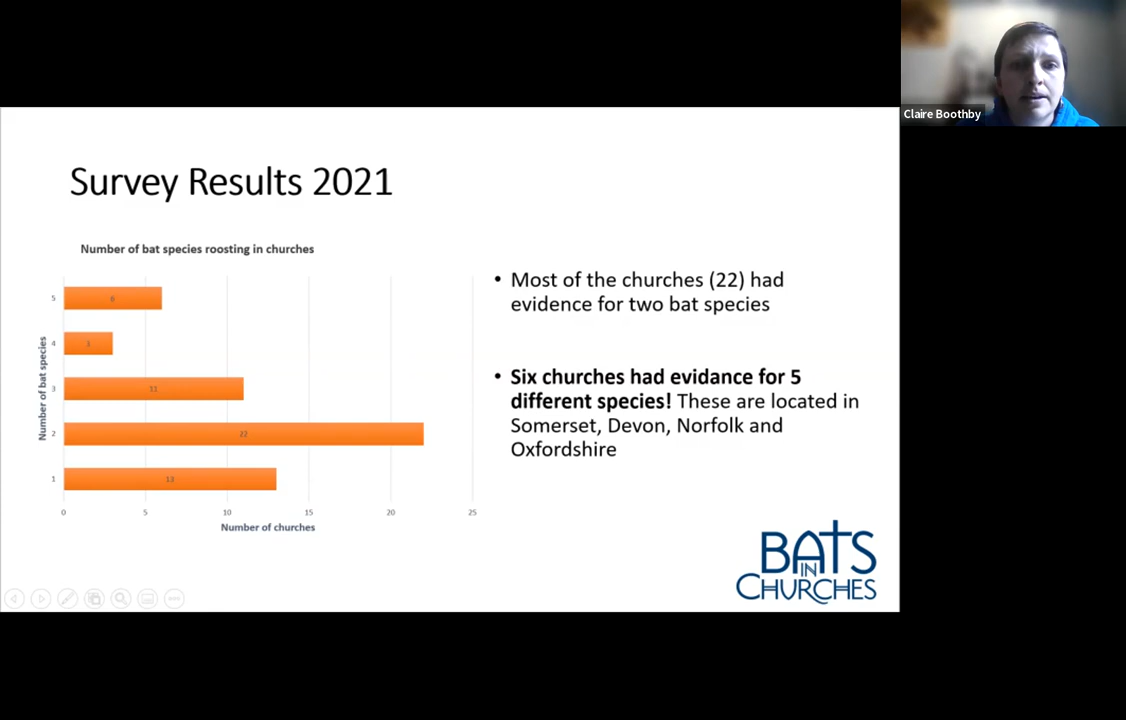 Claire Boothby
Survey Results 2021
Number of bat species roosting in churches
Number of bat species
5
6
4
3
3
11
2
22
1
13
0 5 10 15 20 25
Number of churches
• Most of the churches (22) had
evidence for two bat species
• Six churches had evidance for 5
different species! These are located in
Somerset, Devon, Norfolk and
Oxfordshire
BATS
IN
CHURCHES